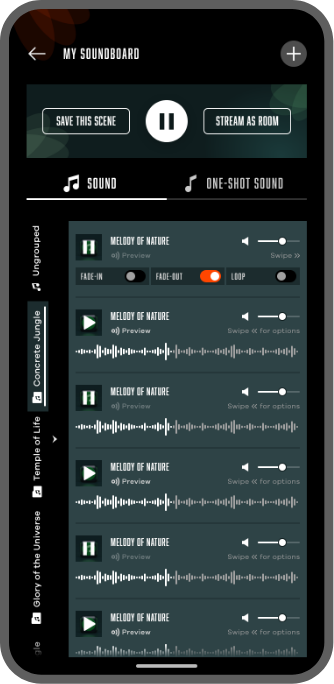 MY SOUNDBOARD
SAVE THIS SCENE
STREAM AS ROOM
SOUND
ONE-SHOT SOUND
Ungrouped
Concrete Jungle
Temple of Life
Glory of the Universe
gle
MELODY OF NATURE
Preview
Swipe >>
FADE-IN
FADE-OUT
LOOP
MELODY OF NATURE
Preview
Swipe << for options
MELODY OF NATURE
Preview
Swipe << for options
MELODY OF NATURE
Preview
Swipe << for options
MELODY OF NATURE
Preview
Swipe << for options
MELODY OF NATURE
Preview
Swipe << for options